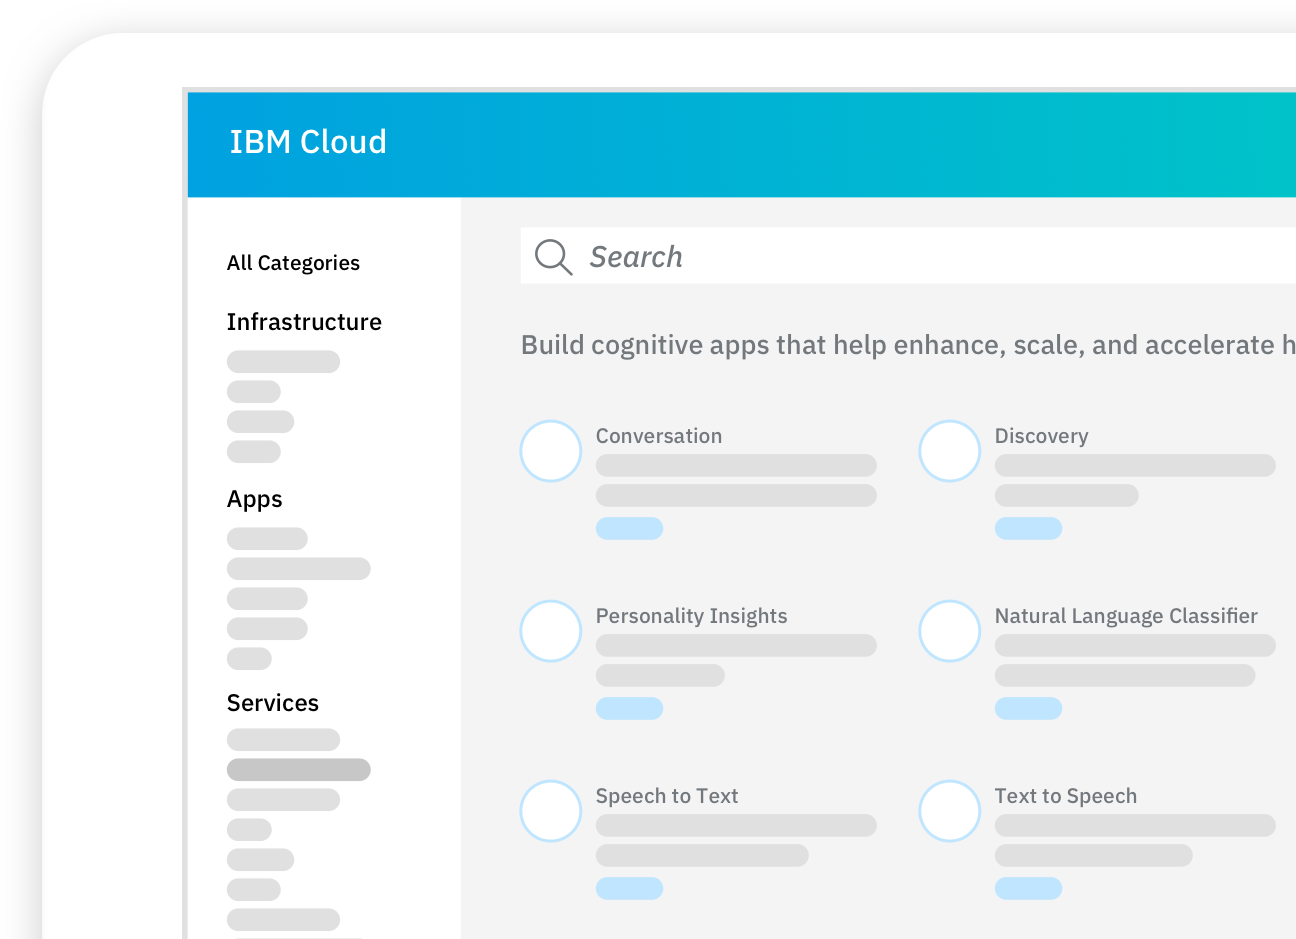 IBM Cloud
All Categories
Infrastructure
Apps
Services
Search
Build cognitive apps that help enhance, scale, and accelerate h
Conversation
Discovery
Personality Insights
Natural Language Classifier
Speech to Text
Text to Speech